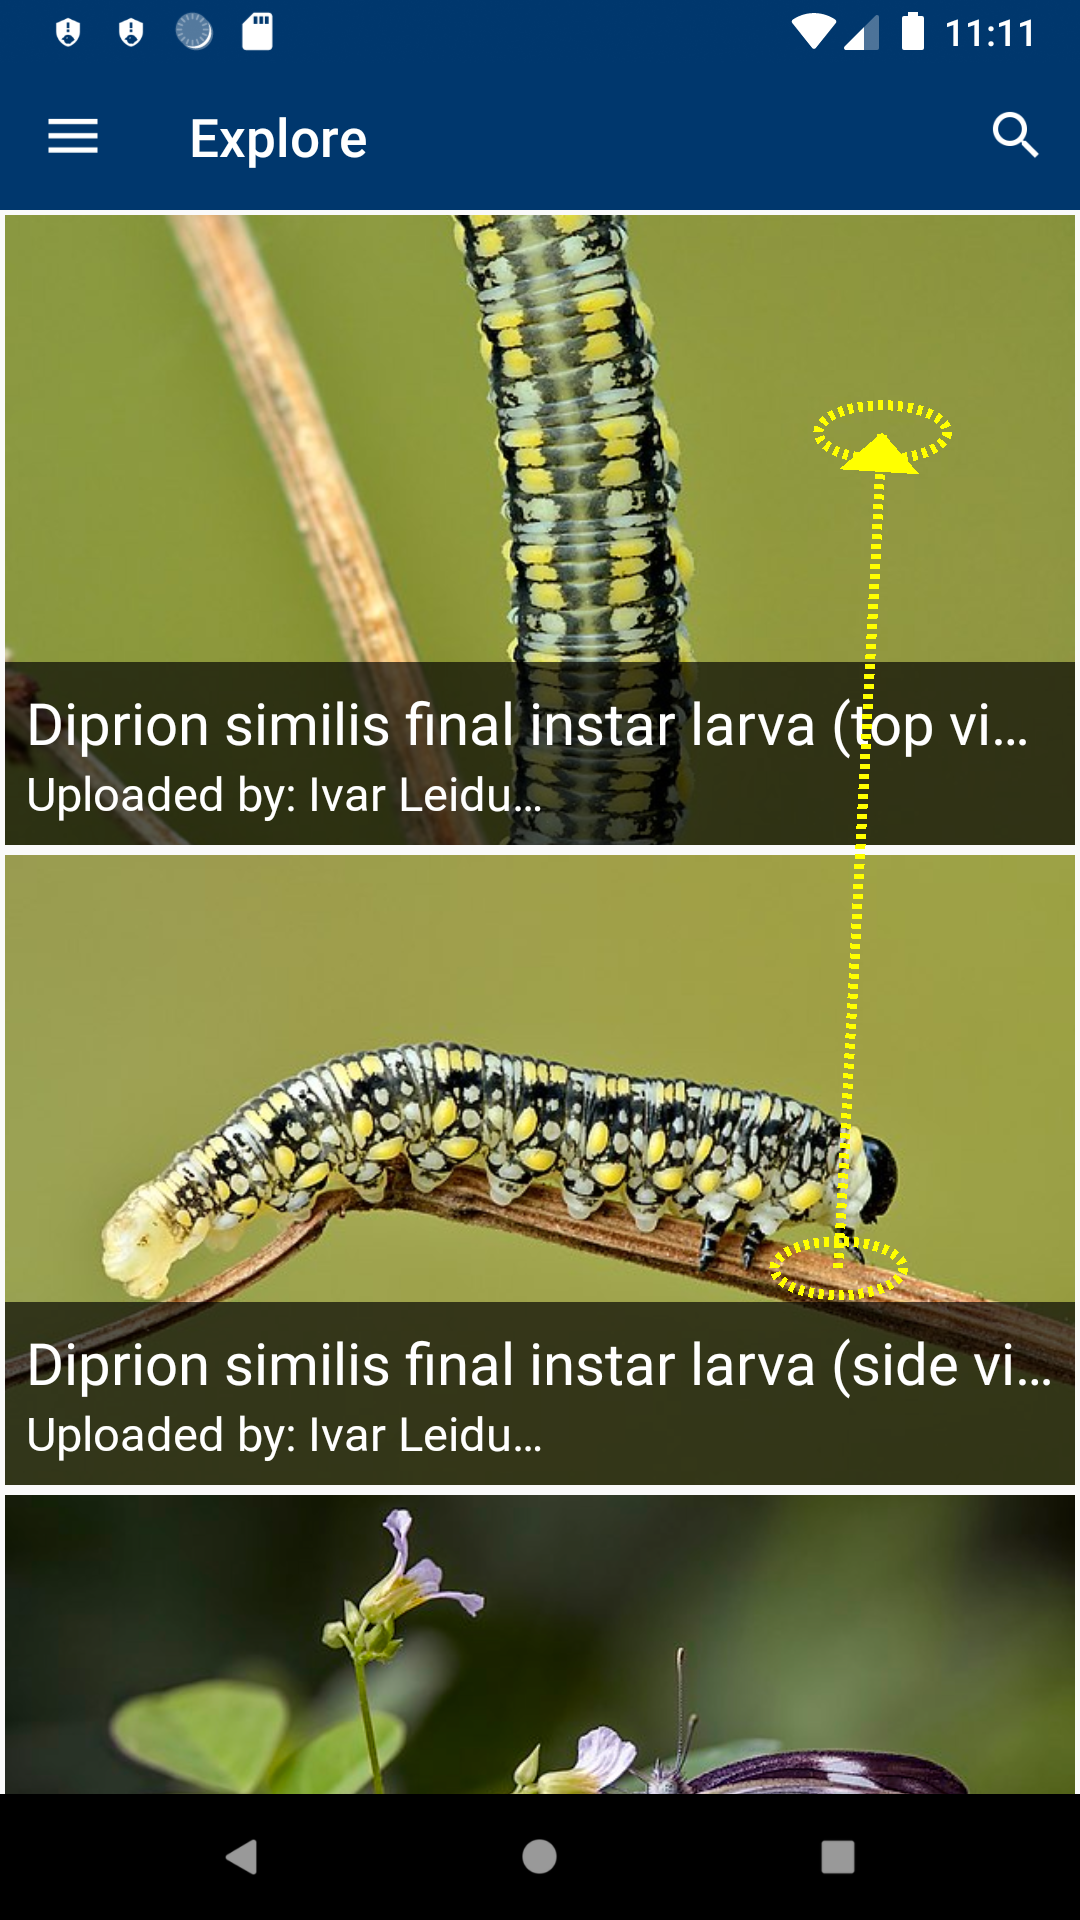 11:11
Explore
Diprion similis final instar larva (top vi...
Uploaded by: Ivar Leidu...
Diprion similis final instar larva (side vi...
Uploaded by: Ivar Leidu...